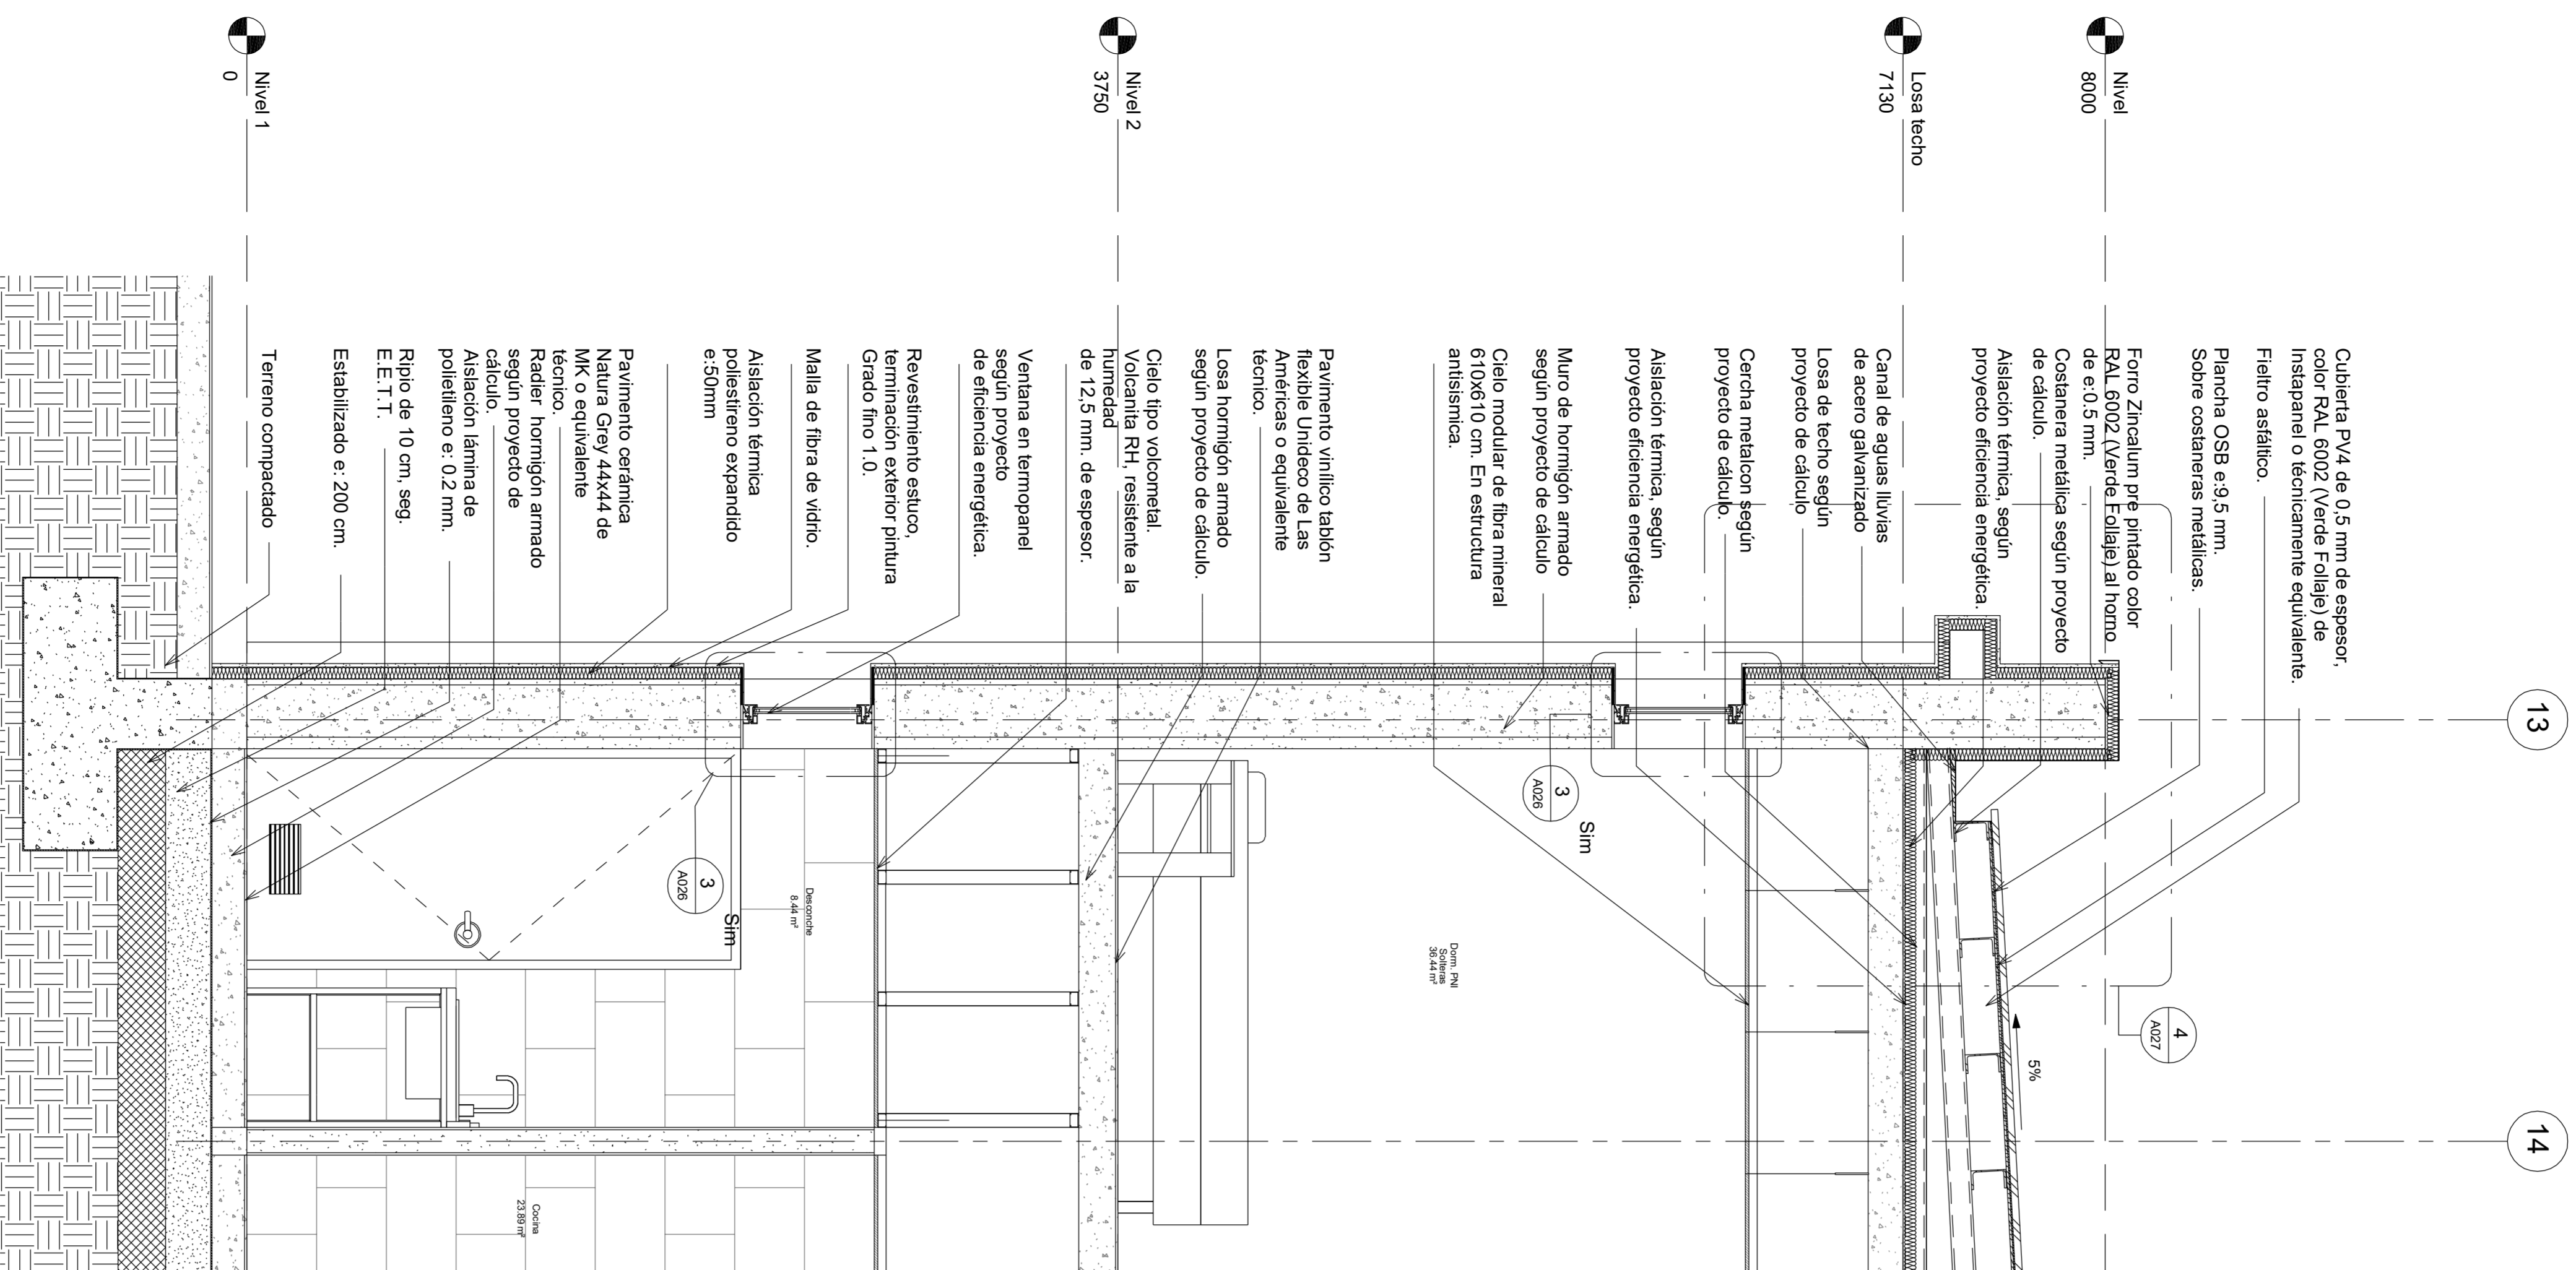 13
14
Cubierta PV4 de 0,5 mm de espesor,
color RAL 6002 (Verde Follaje) de
Instapanel o técnicamente equivalente.
Fieltro asfáltico.
Plancha OSB e:9,5 mm.
Sobre costaneras metálicas.
Nivel
8000
Forro Zincalum pre pintado color
RAL 6002 (Verde Follaje) al horno
de e:0.5 mm.
Costanera metálica según proyecto
de cálculo.
Aislación térmica, según
proyecto eficiencia energética.
4
A027
5%
Losa techo
7130
Canal de aguas lluvias
de acero galvanizado
Losa de techo según
proyecto de cálculo
Cercha metalcon según
proyecto de cálculo.
Aislación térmica, según
proyecto eficiencia energética.
Muro de hormigón armado
según proyecto de cálculo
Sim
3
A026
Cielo modular de fibra mineral
610x610 cm. En estructura
antisismica.
Dorm. PNI
Solteras
36.44 m²
Pavimento vinílico tablón
flexible Unideco de Las
Américas o equivalente
técnico.
Losa hormigón armado
según proyecto de cálculo.
Nivel 2
3750
Cielo tipo volcometal.
Volcanita RH, resistente a la
humedad
de 12,5 mm. de espesor.
Ventana en termopanel
según proyecto
de eficiencia energética.
Revestimiento estuco,
terminación exterior pintura
Grado fino 1.0.
Malla de fibra de vidrio.
Desconche
8.44 m²
Aislación térmica
poliestireno expandido
e:50mm
Sim
3
A026
Pavimento cerámica
Natura Grey 44x44 de
MK o equivalente
técnico.
Radier hormigón armado
según proyecto de
cálculo.
Cocina
23.89 m²
Aislación lámina de
polietileno e: 0.2 mm.
Ripio de 10 cm, seg.
E.E.T.T.
Estabilizado e: 200 cm.
Nivel 1
0
Terreno compactado